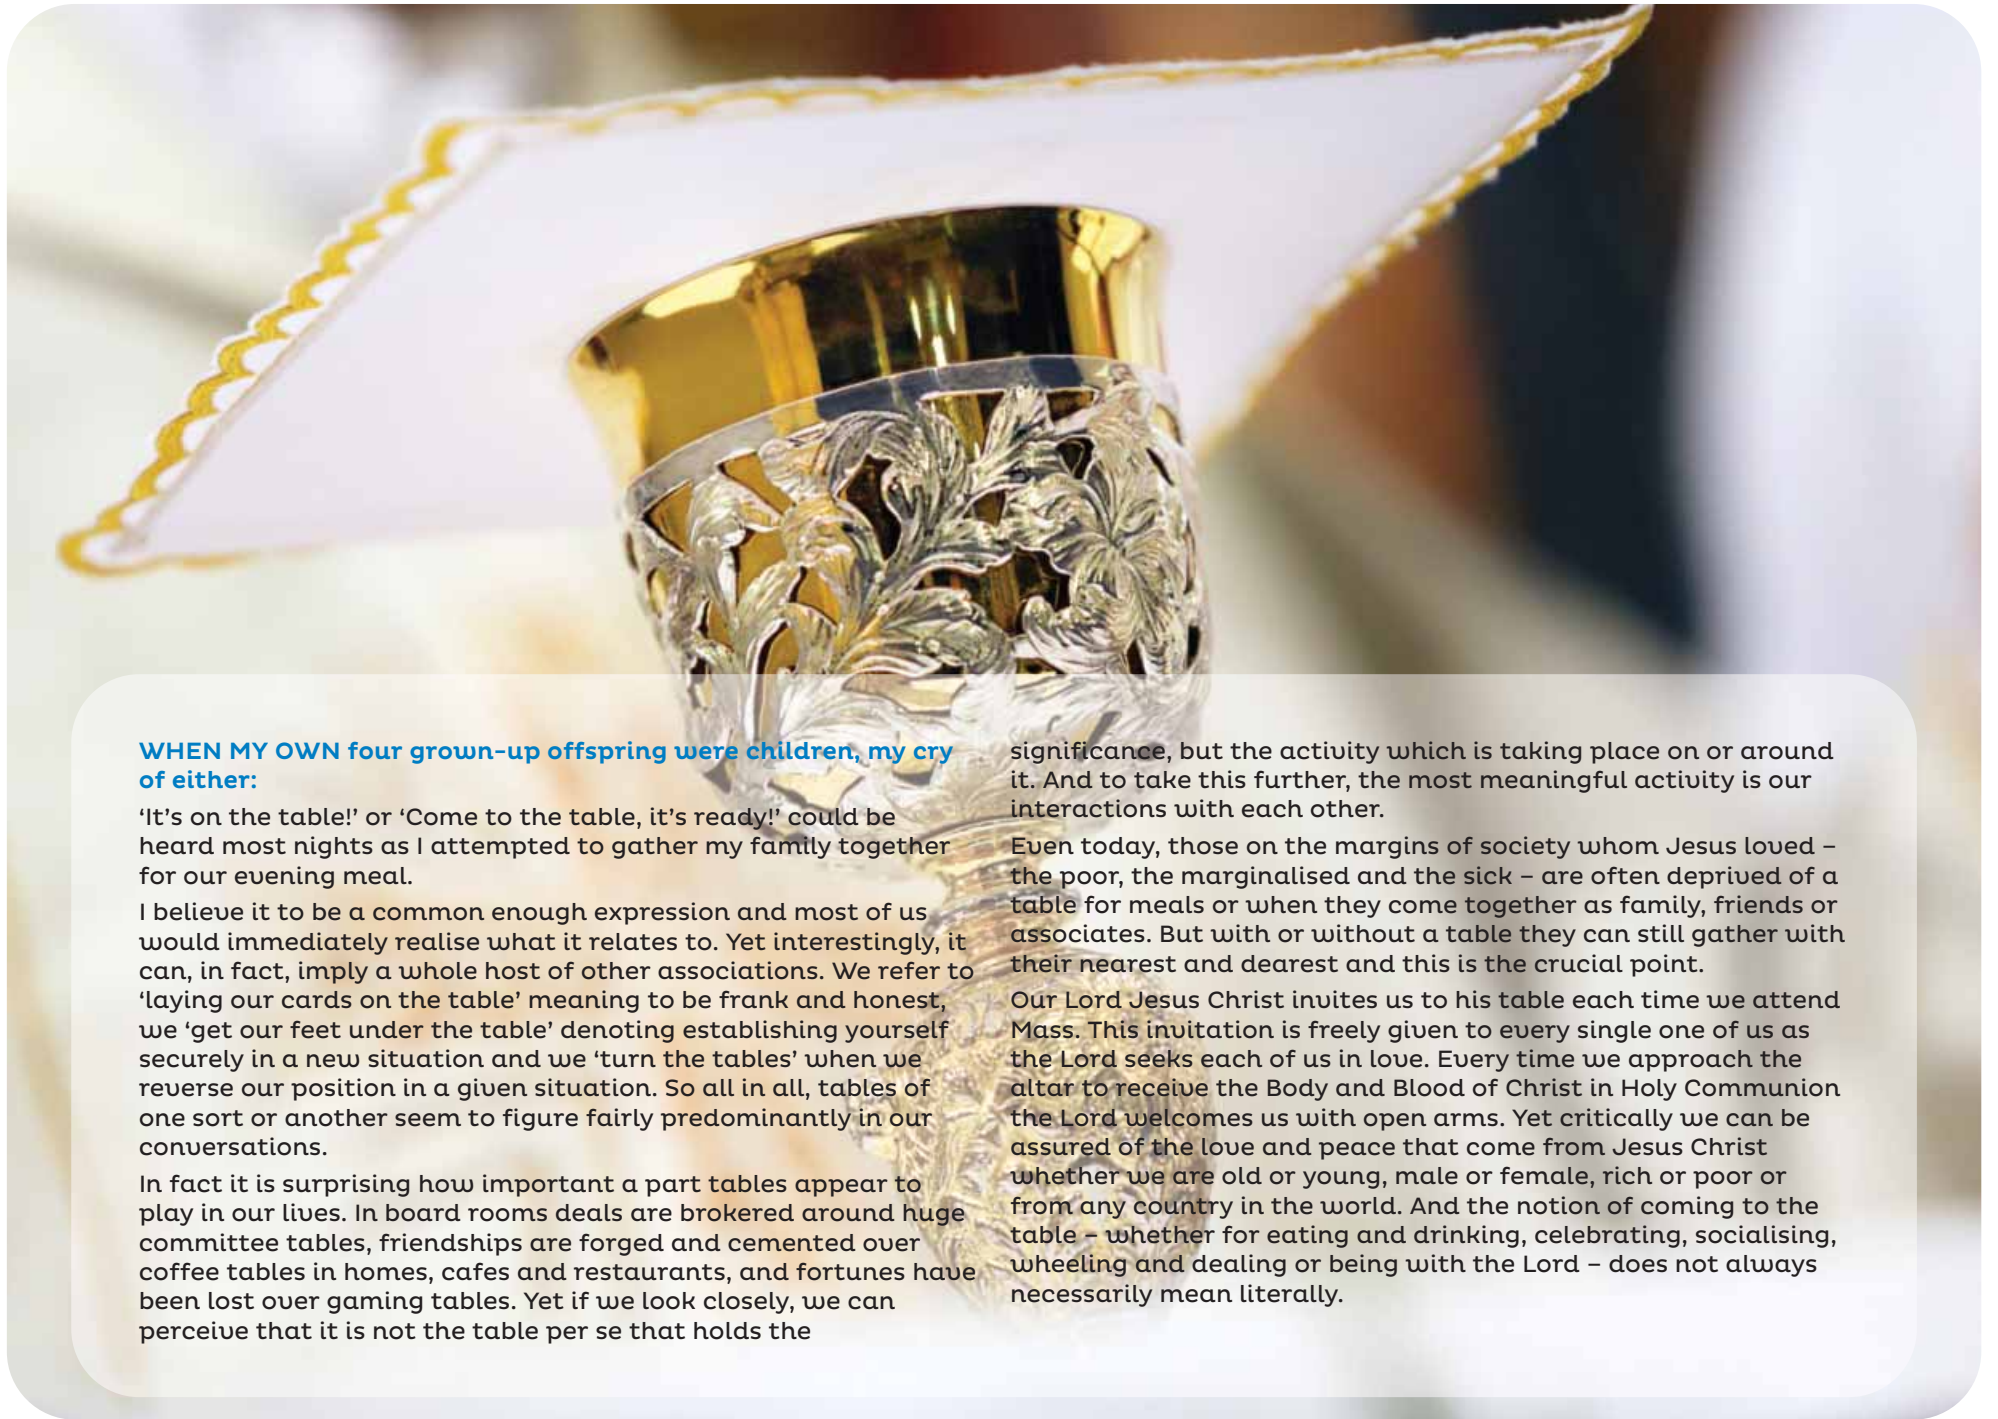 WHEN MY OWN four grown-up offspring were children, my cry
of either:
‘It’s on the table!’ or ‘Come to the table, it’s ready!’ could be
heard most nights as I attempted to gather my family together
for our evening meal.
I believe it to be a common enough expression and most of us
would immediately realise what it relates to. Yet interestingly, it
can, in fact, imply a whole host of other associations. We refer to
‘laying our cards on the table’ meaning to be frank and honest,
we ‘get our feet under the table’ denoting establishing yourself
securely in a new situation and we ‘turn the tables’ when we
reverse our position in a given situation. So all in all, tables of
one sort or another seem to figure fairly predominantly in our
conversations.
In fact it is surprising how important a part tables appear to
play in our lives. In board rooms deals are brokered around huge
committee tables, friendships are forged and cemented over
coffee tables in homes, cafes and restaurants, and fortunes have
been lost over gaming tables. Yet if we look closely, we can
perceive that it is not the table per se that holds the
significance, but the activity which is taking place on or around
it. And to take this further, the most meaningful activity is our
interactions with each other.
Even today, those on the margins of society whom Jesus loved –
the poor, the marginalised and the sick – are often deprived of a
table for meals or when they come together as family, friends or
associates. But with or without a table they can still gather with
their nearest and dearest and this is the crucial point.
Our Lord Jesus Christ invites us to his table each time we attend
Mass. This invitation is freely given to every single one of us as
the Lord seeks each of us in love. Every time we approach the
altar to receive the Body and Blood of Christ in Holy Communion
the Lord welcomes us with open arms. Yet critically we can be
assured of the love and peace that come from Jesus Christ
whether we are old or young, male or female, rich or poor or
from any country in the world. And the notion of coming to the
table – whether for eating and drinking, celebrating, socialising,
wheeling and dealing or being with the Lord – does not always
necessarily mean literally.